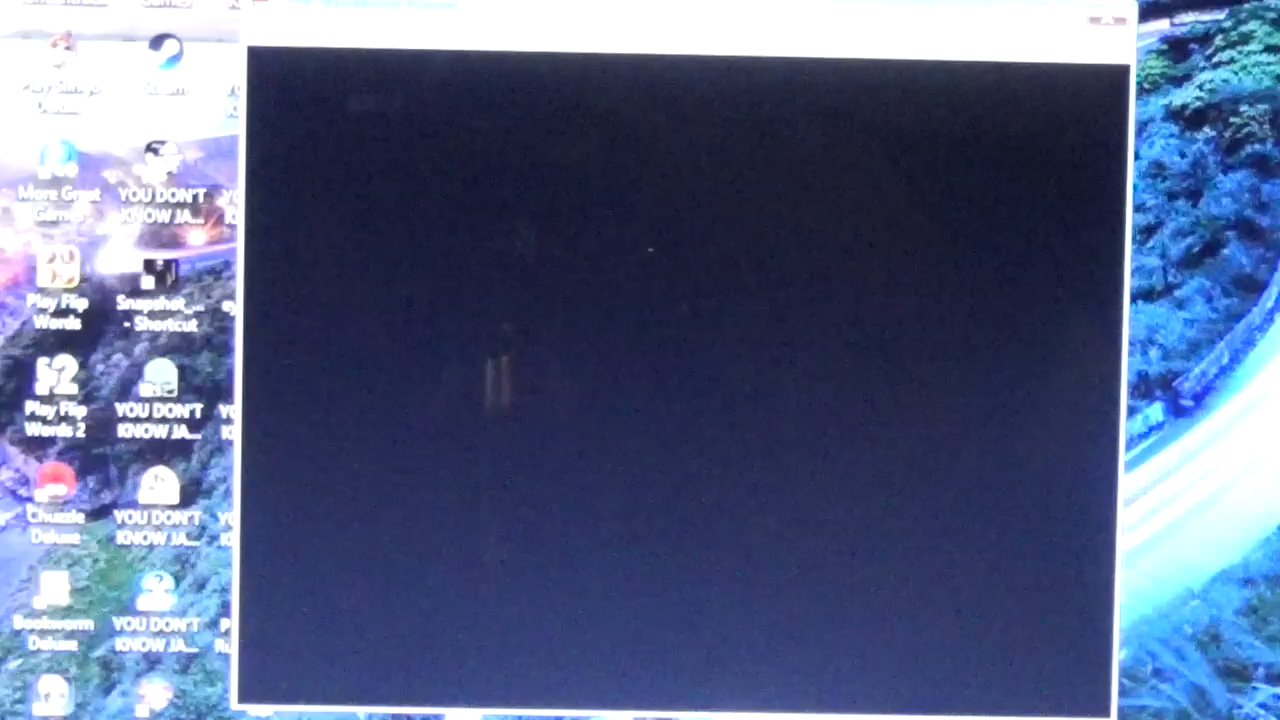 Steam
More Great
Games
YOU DON'T
KNOW JA...
Play Flip
Words
Snapshot_...
- Shortcut
Play Flip
Words 2
YOU DON'T
KNOW JA...
Chuzzle
Deluxe
YOU DON'T
KNOW JA...
Bookworm
Deluxe
YOU DON'T
KNOW JA...